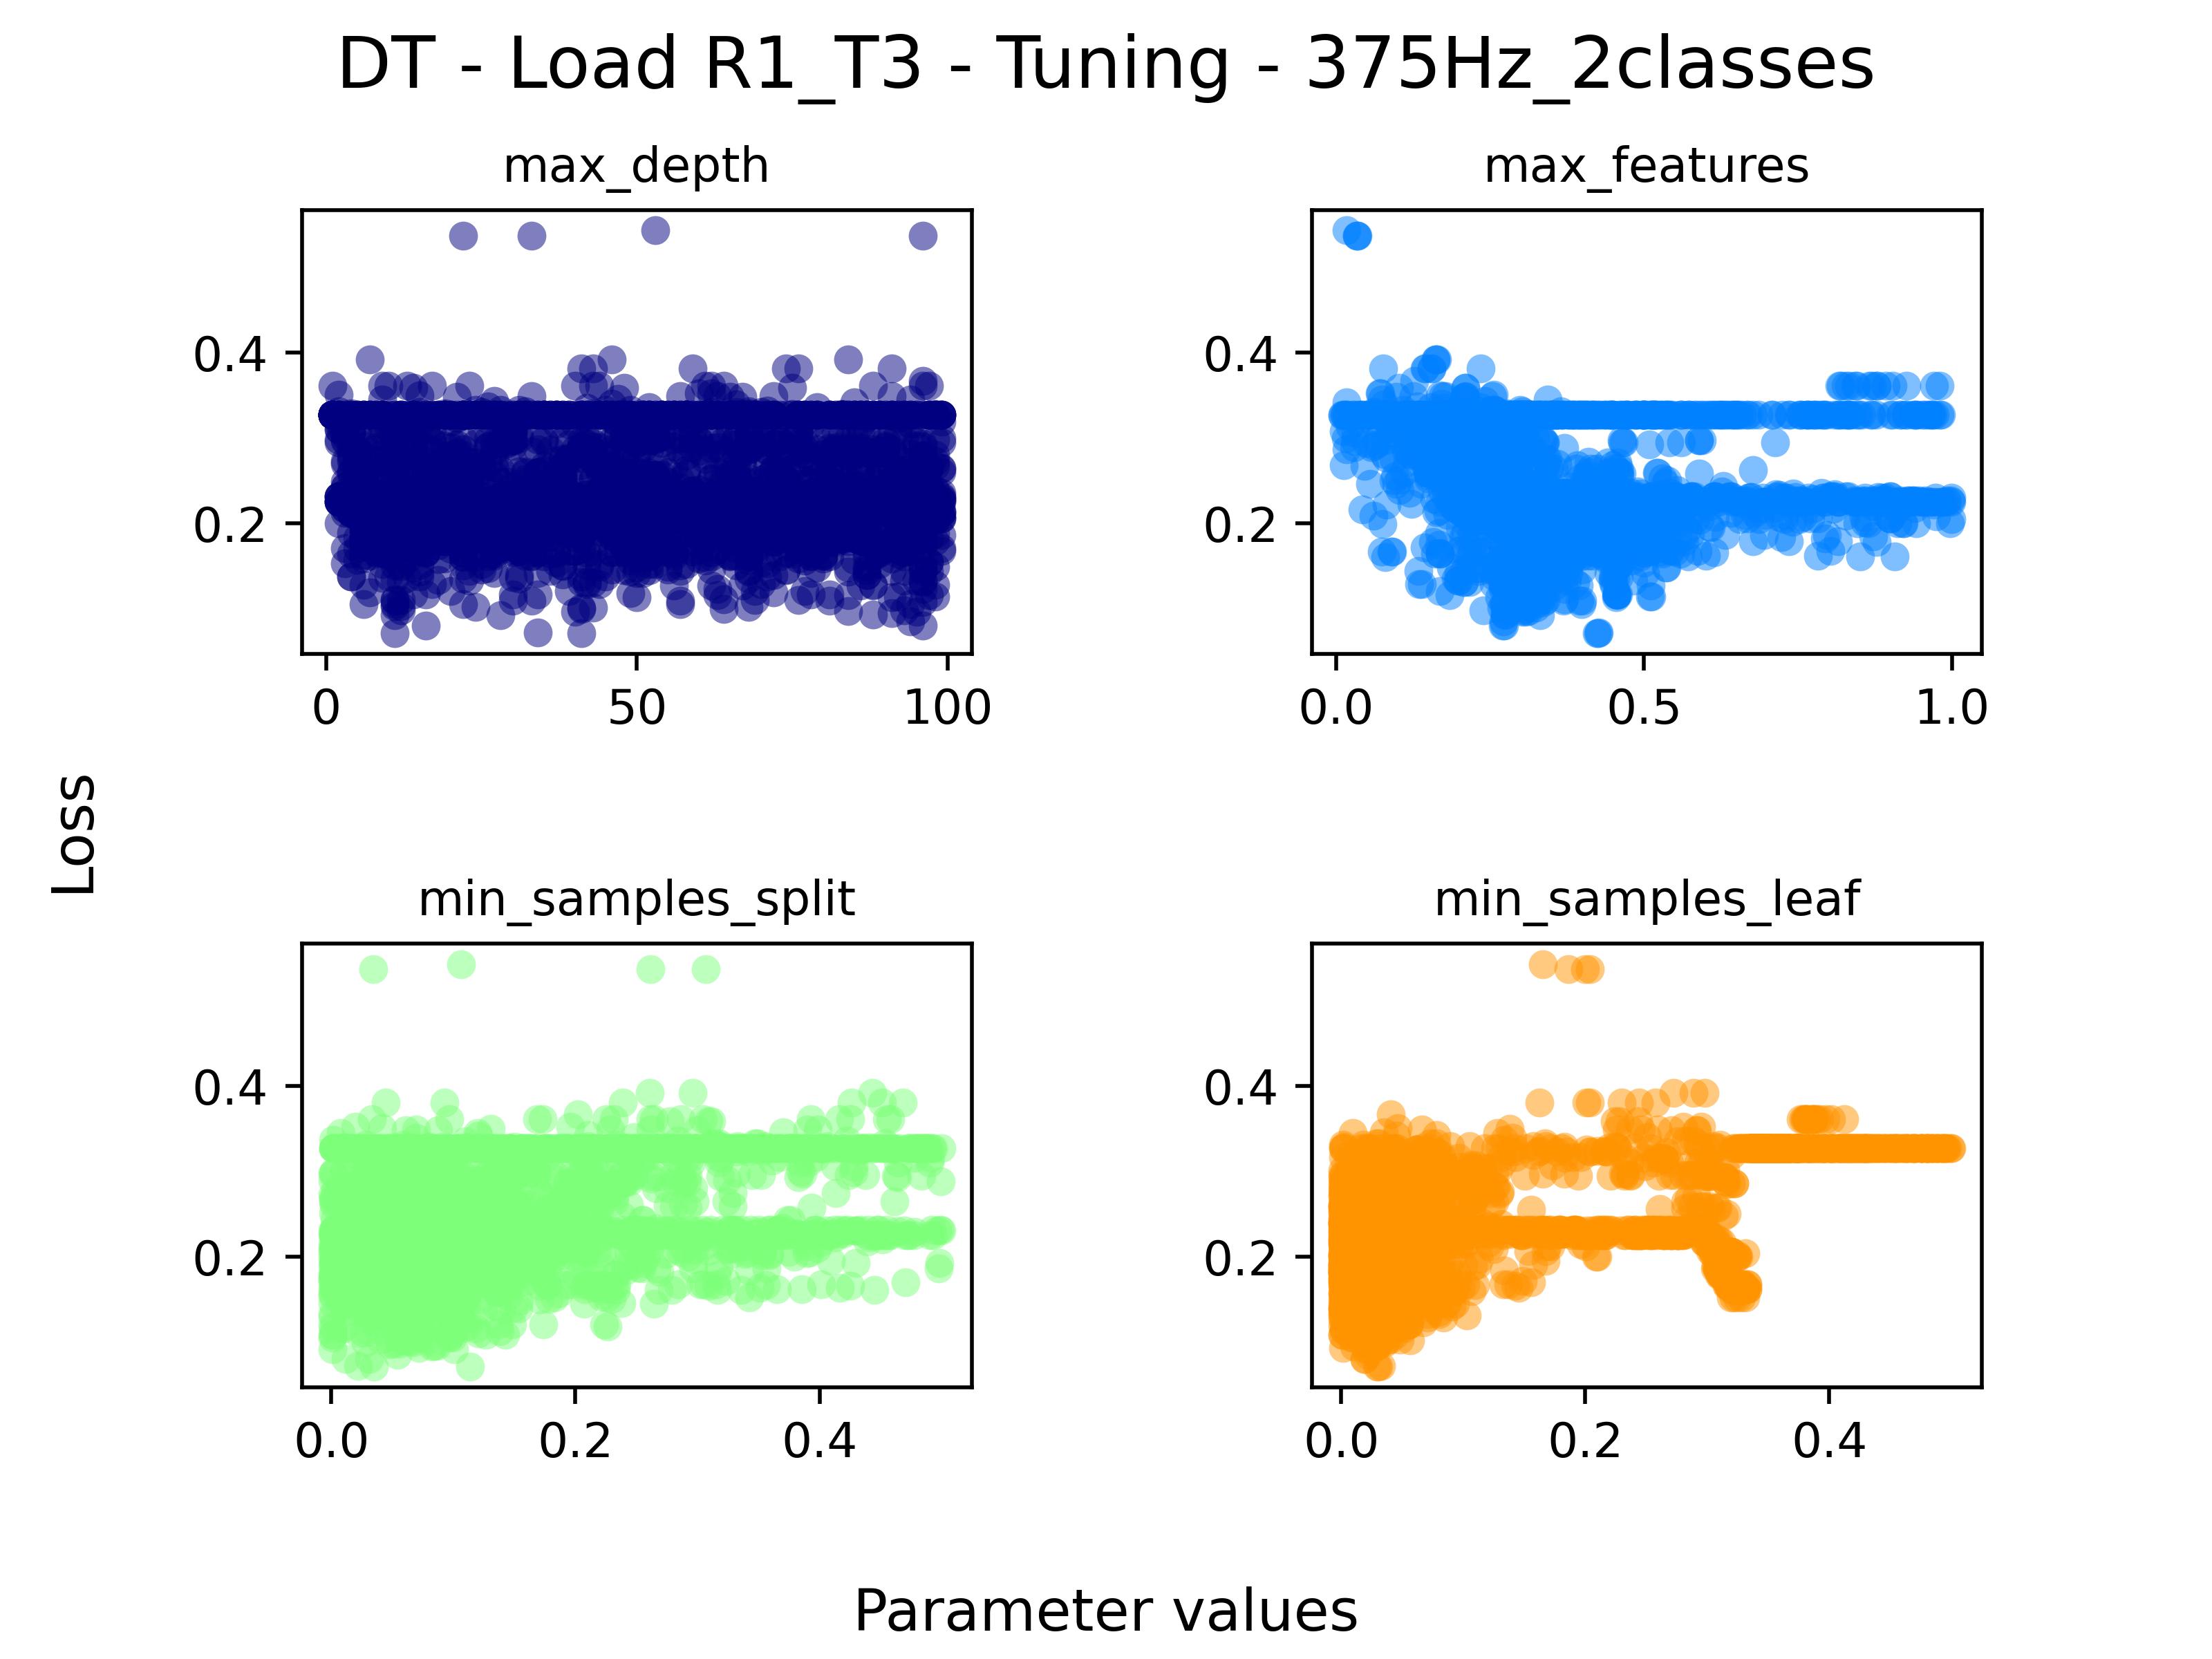 DT - Load R1_T3 - Tuning - 375Hz_2classes
max_depth
max_features
0.4
0.2
0
50
100
0.4
0.2
0.0
0.5
1.0
Loss
min_samples_split
min_samples_leaf
0.4
0.2
0.0
0.2
0.4
0.4
0.2
0.0
0.2
0.4
Parameter values